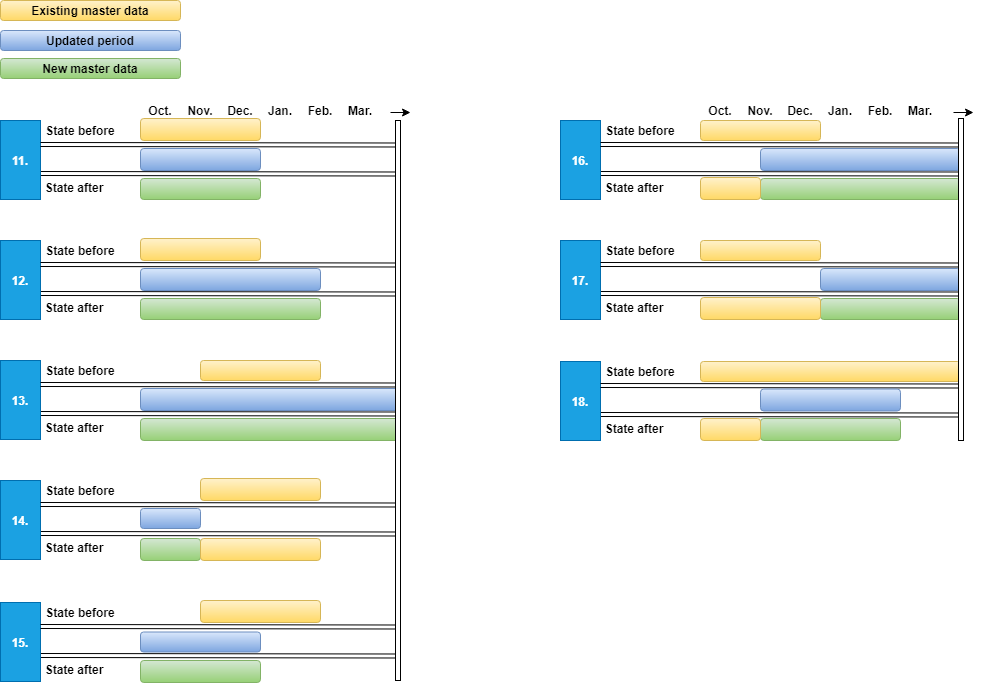 Existing master data
Updated period
New master data
Oct. Nov. Dec. Jan. Feb. Mar.
11.
State before
State after
12.
State before
State after
13.
State before
State after
14.
State before
State after
15.
State before
State after
Oct. Nov. Dec. Jan. Feb. Mar.
16.
State before
State after
17.
State before
State after
18.
State before
State after